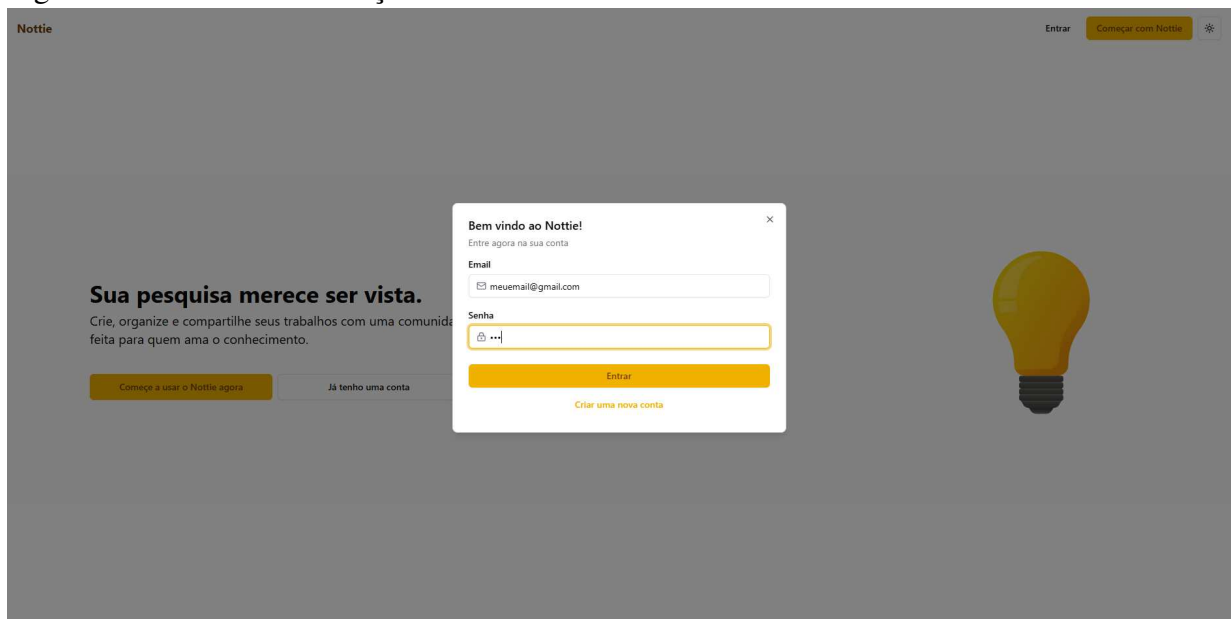 Nottie
Entrar Começar com Nottie
Bem vindo ao Nottie!
Entre agora na sua conta
Email
meuemail@gmail.com
Senha
•••
Entrar
Criar uma nova conta
Sua pesquisa merece ser vista.
Crie, organize e compartilhe seus trabalhos com uma
feita para quem ama o conhecimento.
Começe a usar o Nottie agora Já tenho uma conta